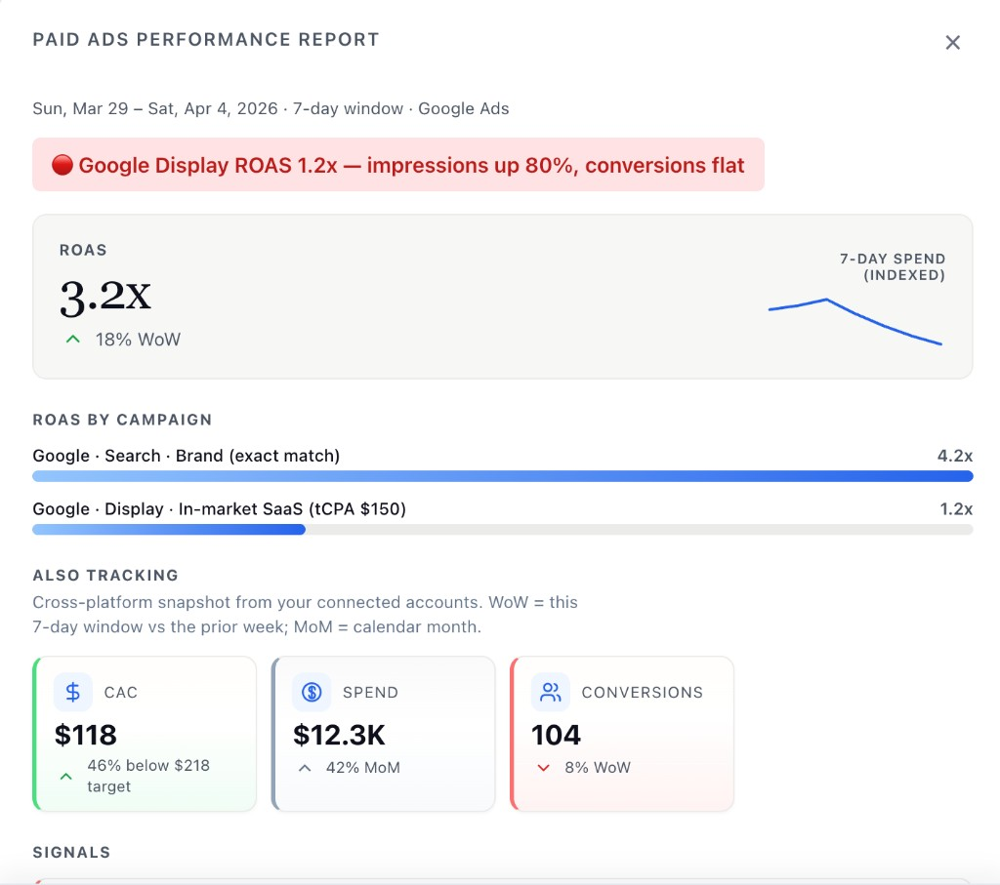 PAID ADS PERFORMANCE REPORT
Sun, Mar 29 – Sat, Apr 4, 2026 · 7-day window · Google Ads
Google Display ROAS 1.2x — impressions up 80%, conversions flat
ROAS
3.2x
18% WoW
7-DAY SPEND
(INDEXED)
ROAS BY CAMPAIGN
Google · Search · Brand (exact match) 4.2x
Google · Display · In-market SaaS (tCPA $150) 1.2x
ALSO TRACKING
Cross-platform snapshot from your connected accounts. WoW = this
7-day window vs the prior week; MoM = calendar month.
CAC
$118
46% below $218
target
SPEND
$12.3K
42% MoM
CONVERSIONS
104
8% WoW
SIGNALS